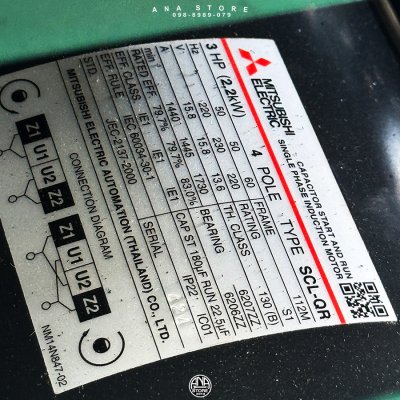 ANA STORE
098-8989-079
MITSUBISHI
ELECTRIC
CAPACITOR START AND RUN
SINGLE PHASE INDUCTION MOTOR
3 HP (2.2kW) 4 POLE TYPE SCL-QR
Hz 50 50 60 FRAME 112M
V 220 230 220 RATING S1
A 15.8 15.8 13.6 TH. CLASS 130 (B)
min⁻¹ 1440 1445 1730 BEARING 6207ZZ
RATED EFF. 79.7% 79.7% 83.0% 6206ZZ
EFF. CLASS IE1 IE1 IE1 CAP ST. 180µF RUN 22.5µF
EFF. RULE IEC 60034-30-1 IP22 IC01
STD. JEC-2137-2000 SERIAL
MITSUBISHI ELECTRIC AUTOMATION (THAILAND) CO., LTD.
CONNECTION DIAGRAM
Z1 U1 U2 Z2
Z1 U1 U2 Z2
NM14N847-02
ANA
STORE